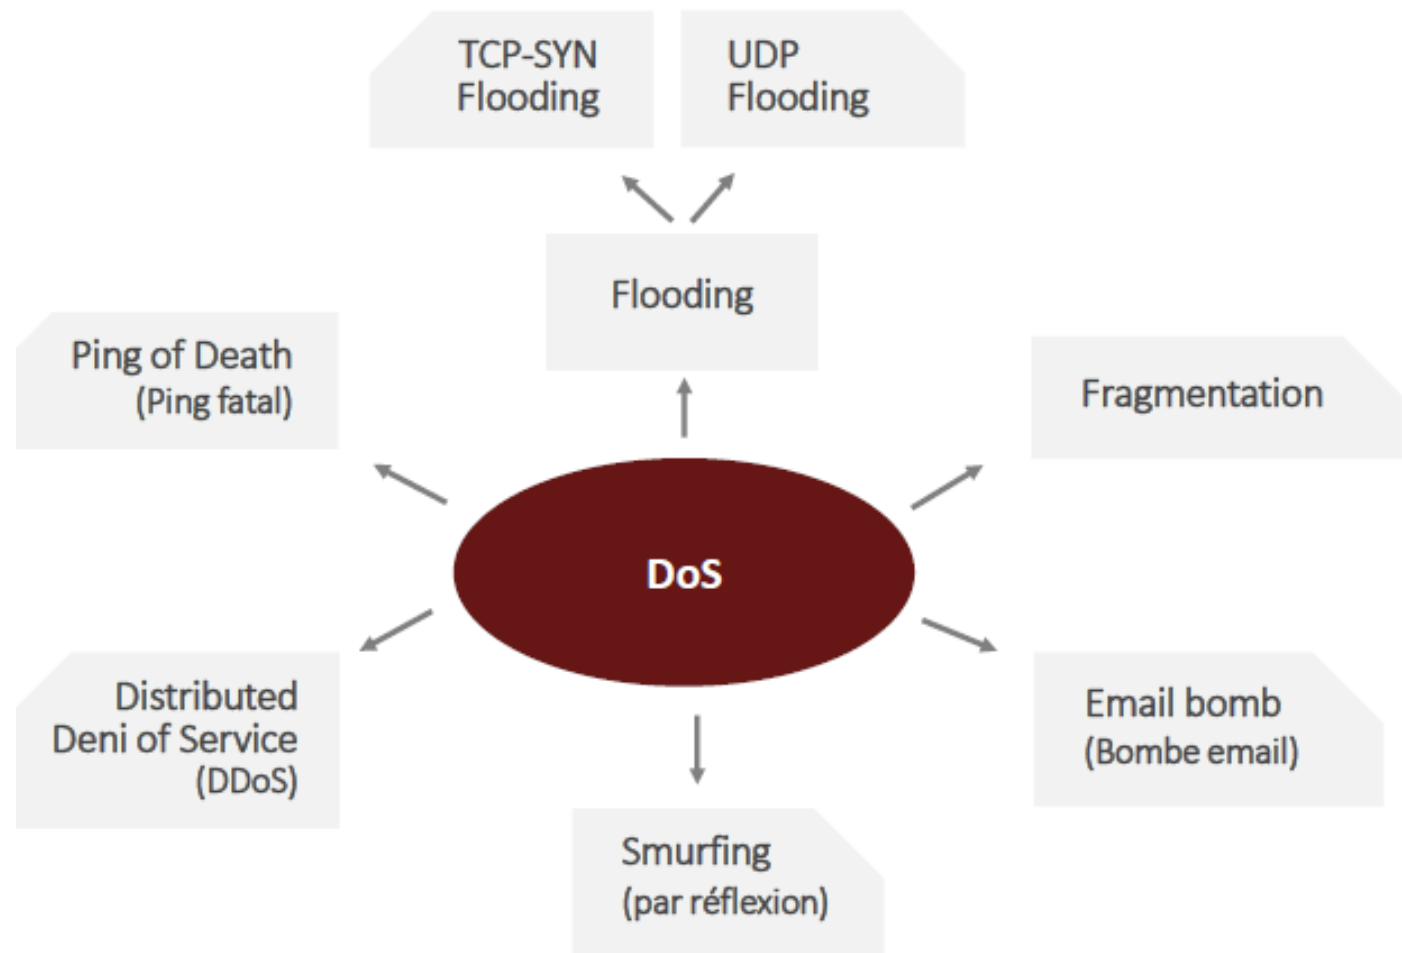 TCP-SYN
Flooding
UDP
Flooding
Flooding
Ping of Death
(Ping fatal)
Fragmentation
DoS
Distributed
Deni of Service
(DDoS)
Email bomb
(Bombe email)
Smurfing
(par réflexion)